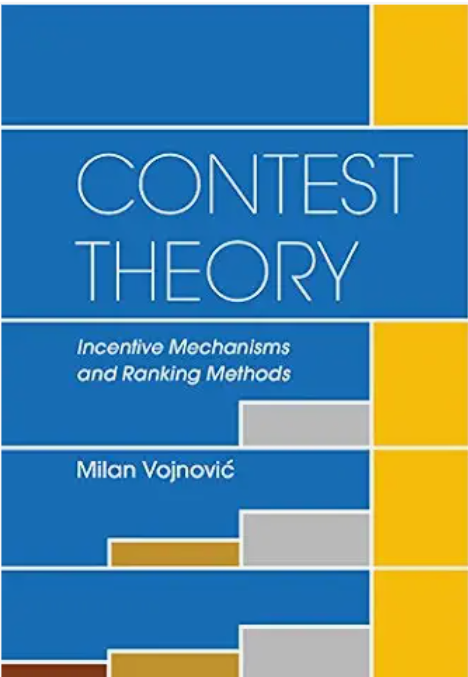 CONTEST
THEORY
Incentive Mechanisms
and Ranking Methods
Milan Vojnović